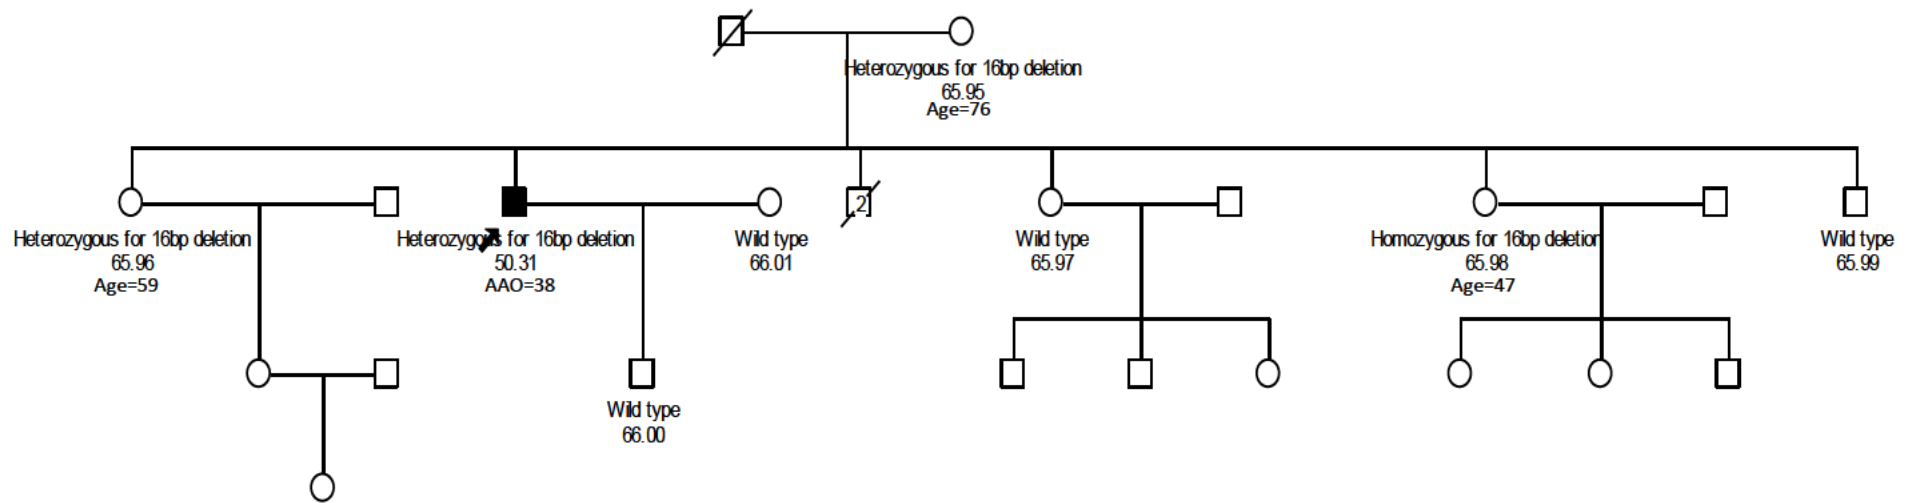 Heterozygous for 16bp deletion
65.95
Age=76
2
Heterozygous for 16bp deletion
65.96
Age=59
Heterozygous for 16bp deletion
50.31
AAO=38
Wild type
66.01
Wild type
65.97
Homozygous for 16bp deletion
65.98
Age=47
Wild type
65.99
Wild type
66.00